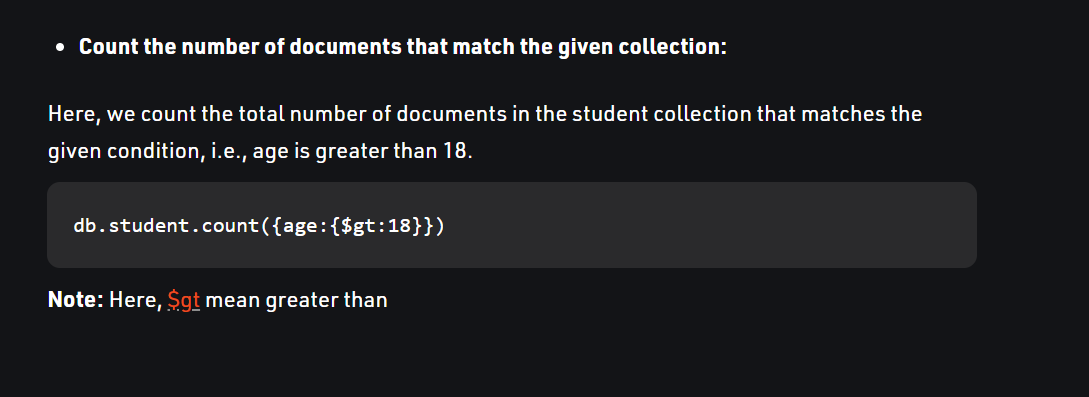 • Count the number of documents that match the given collection:
Here, we count the total number of documents in the student collection that matches the
given condition, i.e., age is greater than 18.
db.student.count({age:{$gt:18}})
Note: Here, $gt mean greater than